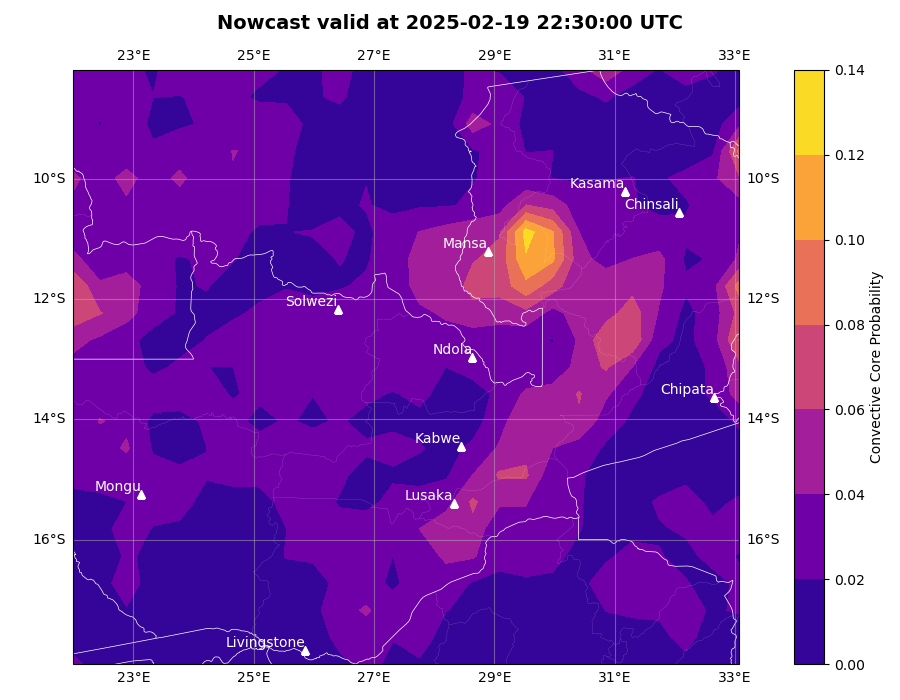 Nowcast valid at 2025-02-19 22:30:00 UTC
23°E 25°E 27°E 29°E 31°E 33°E
0.14
0.12
10°S Kasama 10°S
Chinsali
0.10
Mansa
12°S Solwezi 12°S
0.08
Ndola
Chipata
0.06
14°S 14°S
Kabwe
0.04
Mongu Lusaka
16°S 16°S
0.02
Livingstone
0.00
23°E 25°E 27°E 29°E 31°E 33°E
Convective Core Probability